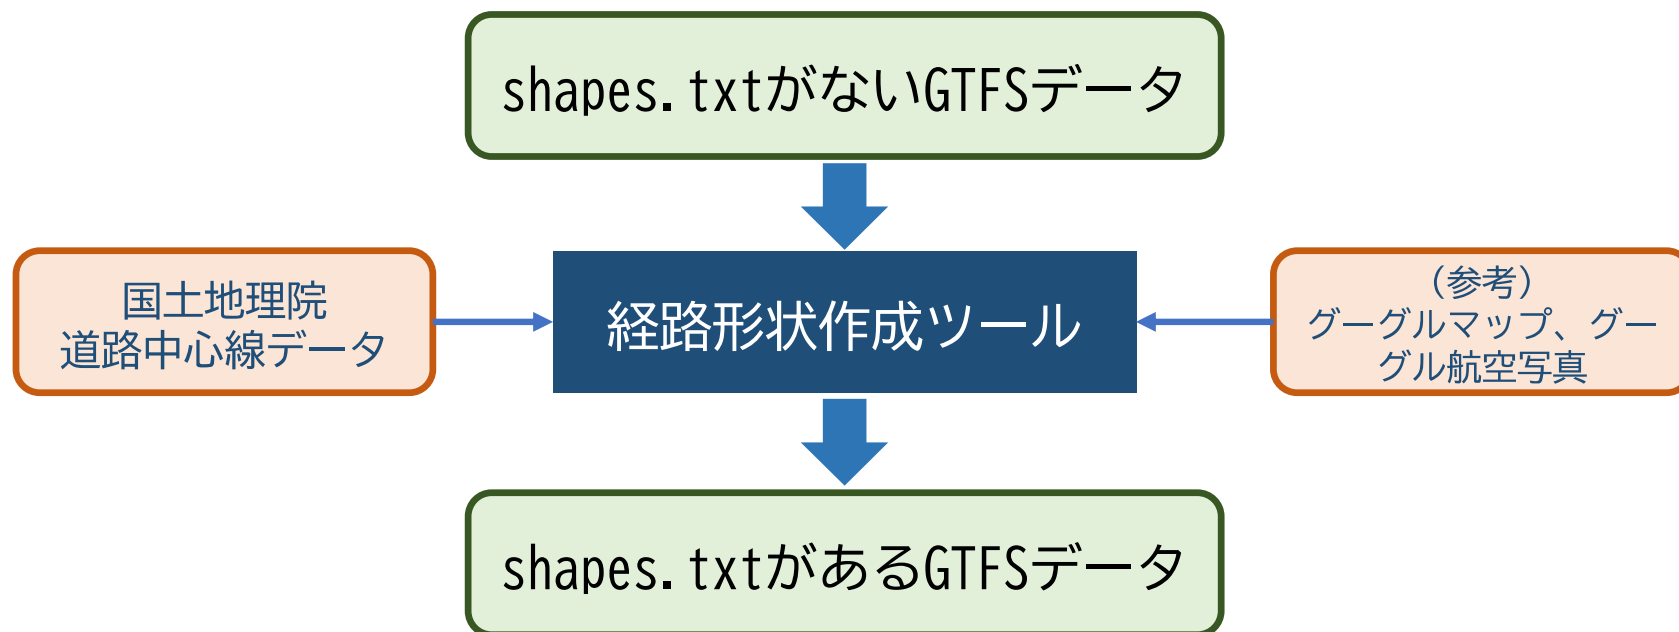 shapes.txtがないGTFSデータ
国土地理院
道路中心線データ
経路形状作成ツール
（参考）
グーグルマップ、グー
グル航空写真
shapes.txtがあるGTFSデータ